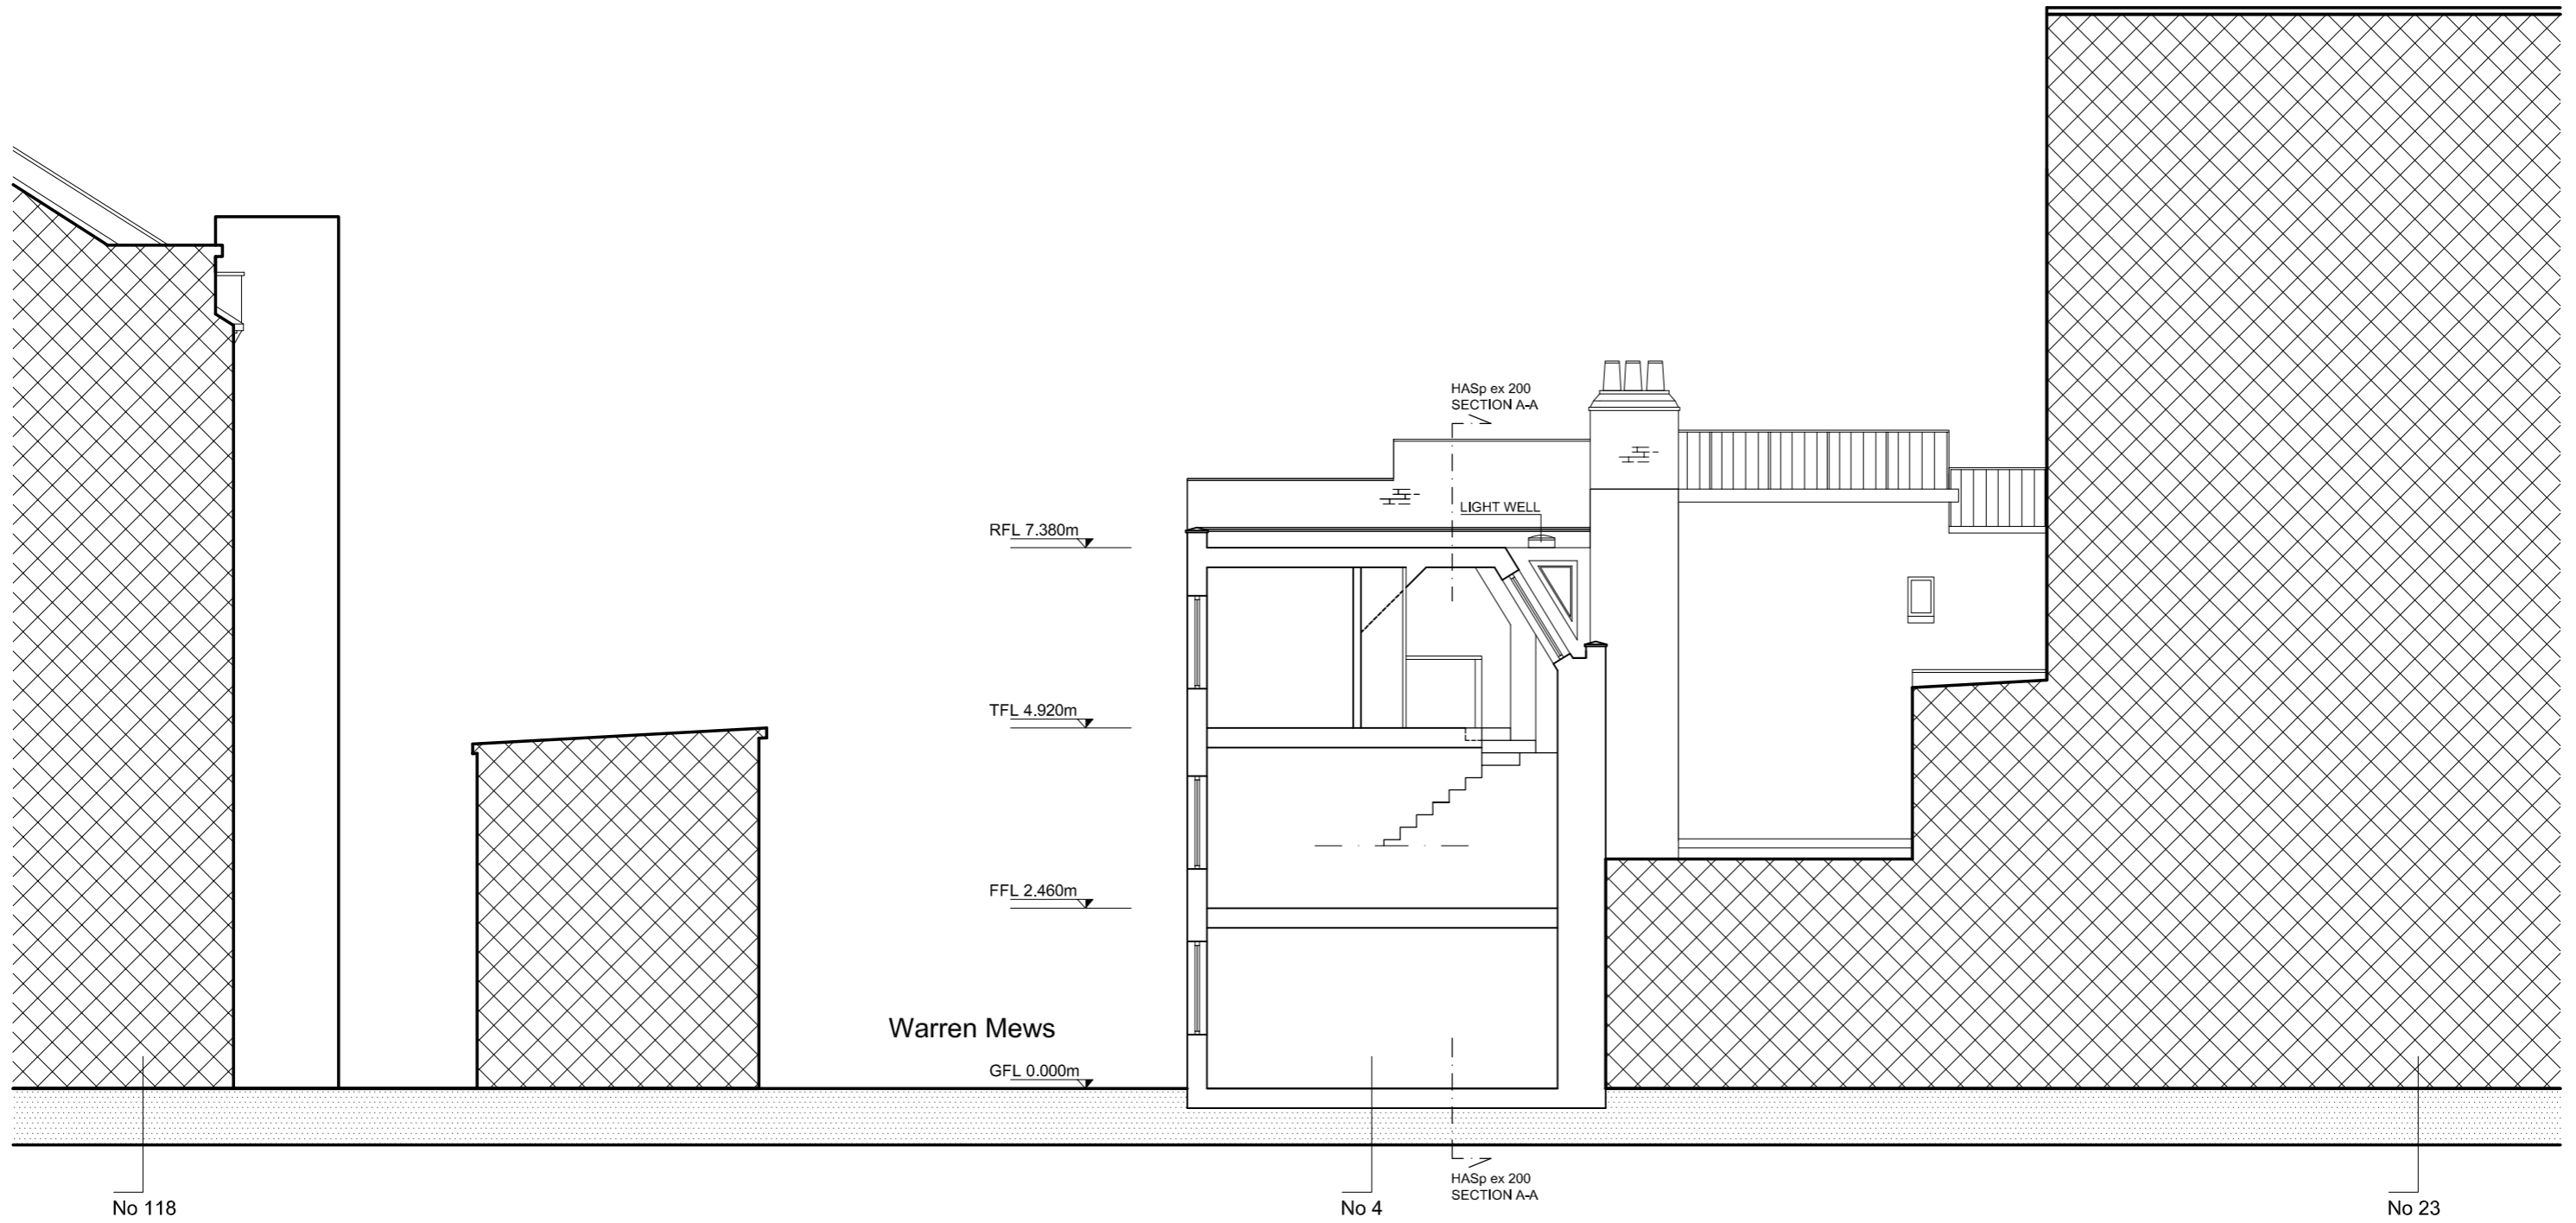 HASp ex 200
SECTION A-A
LIGHT WELL
RFL 7.380m
TFL 4.920m
FFL 2.460m
Warren Mews
GFL 0.000m
HASp ex 200
SECTION A-A
No 118
No 4
No 23